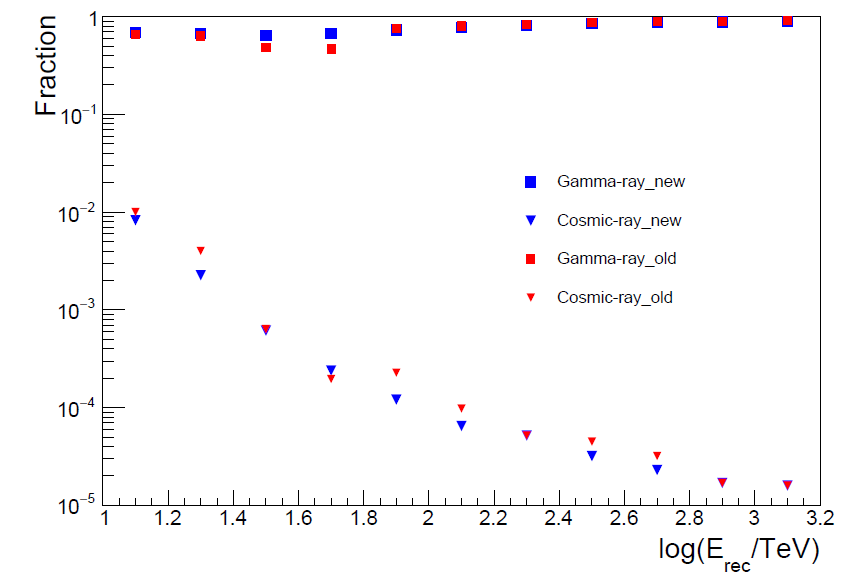 Fraction
1
10⁻¹
10⁻²
10⁻³
10⁻⁴
10⁻⁵
Gamma-ray_new
Cosmic-ray_new
Gamma-ray_old
Cosmic-ray_old
1 1.2 1.4 1.6 1.8 2 2.2 2.4 2.6 2.8 3 3.2
log(E_rec/TeV)